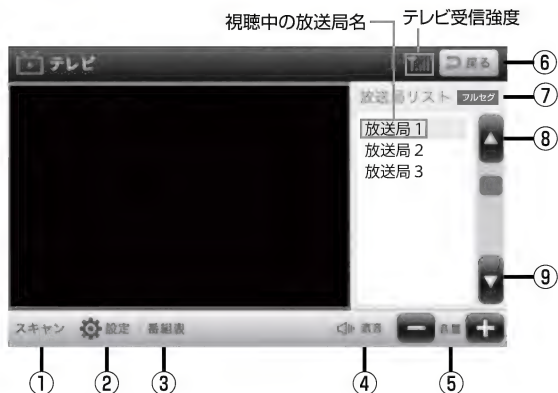 視聴中の放送局名
テレビ受信強度
テレビ
戻る
⑥
放送局リスト フルセグ
⑦
放送局 1
放送局 2
放送局 3
⑧
⑨
スキャン 設定 番組表 消音 − 音量 +
① ② ③ ④ ⑤